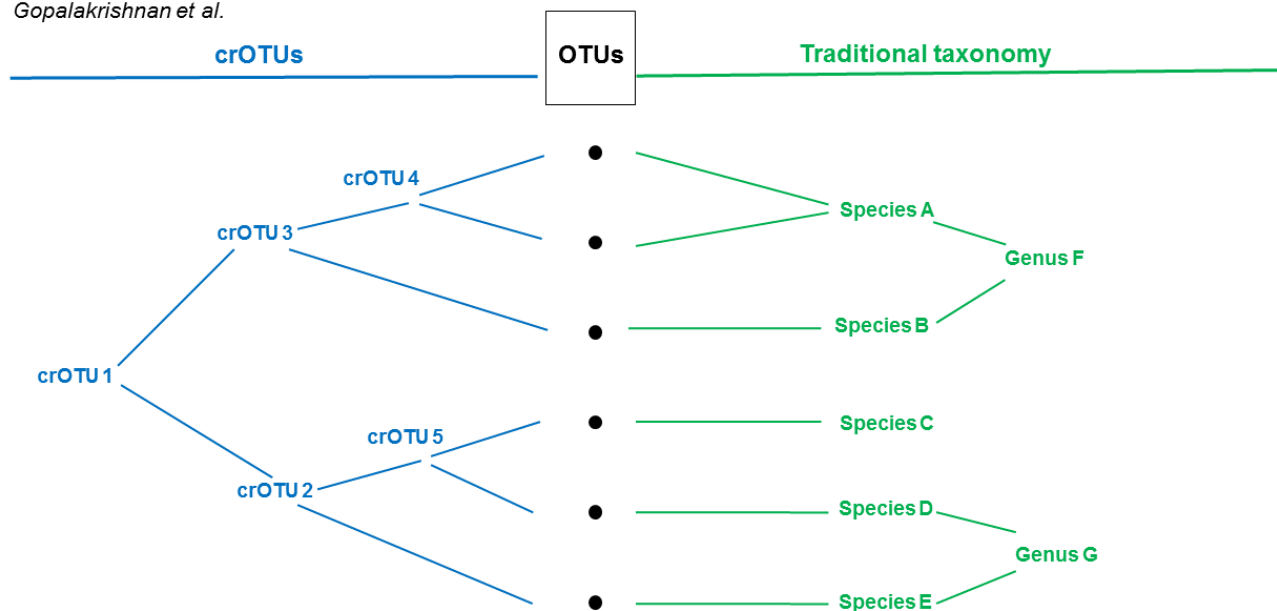 Gopalakrishnan et al.
crOTUs
OTUs
Traditional taxonomy
crOTU 4
Species A
crOTU 3
Genus F
Species B
crOTU 1
Species C
crOTU 5
crOTU 2
Species D
Genus G
Species E